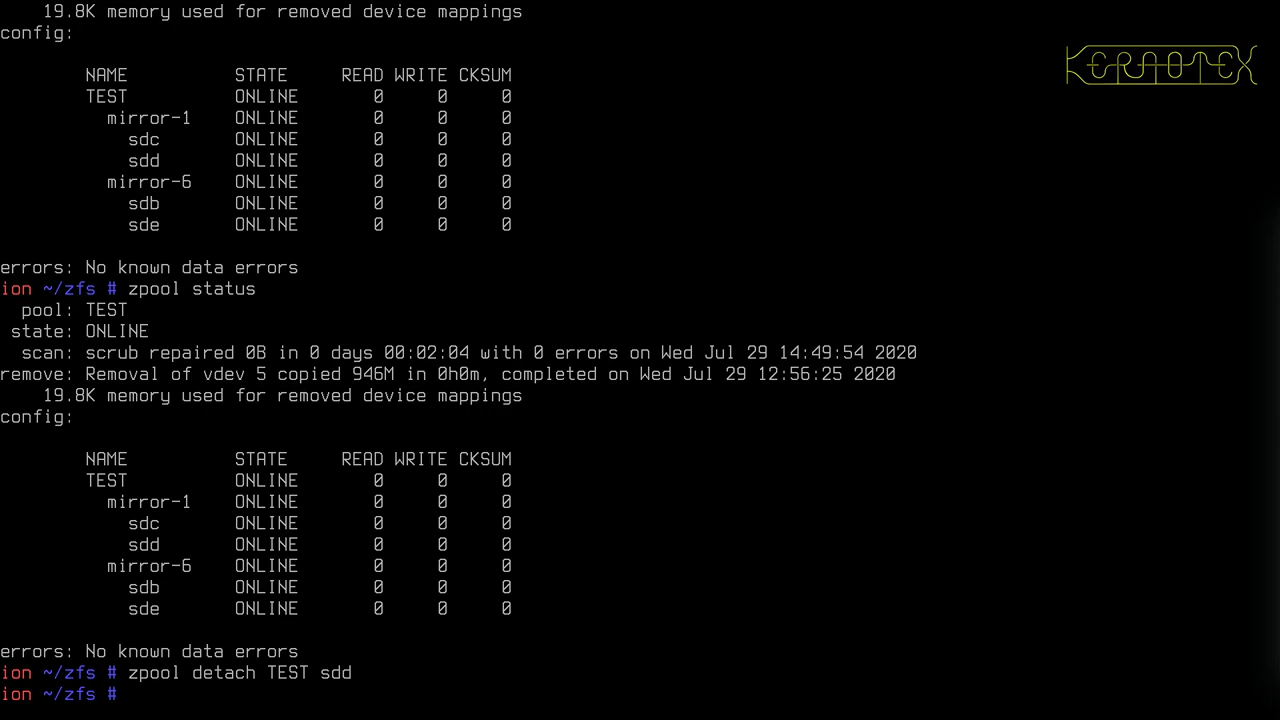 19.8K memory used for removed device mappings
config:
NAME STATE READ WRITE CKSUM
TEST ONLINE 0 0 0
mirror-1 ONLINE 0 0 0
sdc ONLINE 0 0 0
sdd ONLINE 0 0 0
mirror-6 ONLINE 0 0 0
sdb ONLINE 0 0 0
sde ONLINE 0 0 0
errors: No known data errors
ion ~/zfs # zpool status
pool: TEST
state: ONLINE
scan: scrub repaired 0B in 0 days 00:02:04 with 0 errors on Wed Jul 29 14:49:54 2020
remove: Removal of vdev 5 copied 946M in 0h0m, completed on Wed Jul 29 12:56:25 2020
19.8K memory used for removed device mappings
config:
NAME STATE READ WRITE CKSUM
TEST ONLINE 0 0 0
mirror-1 ONLINE 0 0 0
sdc ONLINE 0 0 0
sdd ONLINE 0 0 0
mirror-6 ONLINE 0 0 0
sdb ONLINE 0 0 0
sde ONLINE 0 0 0
errors: No known data errors
ion ~/zfs # zpool detach TEST sdd
ion ~/zfs #